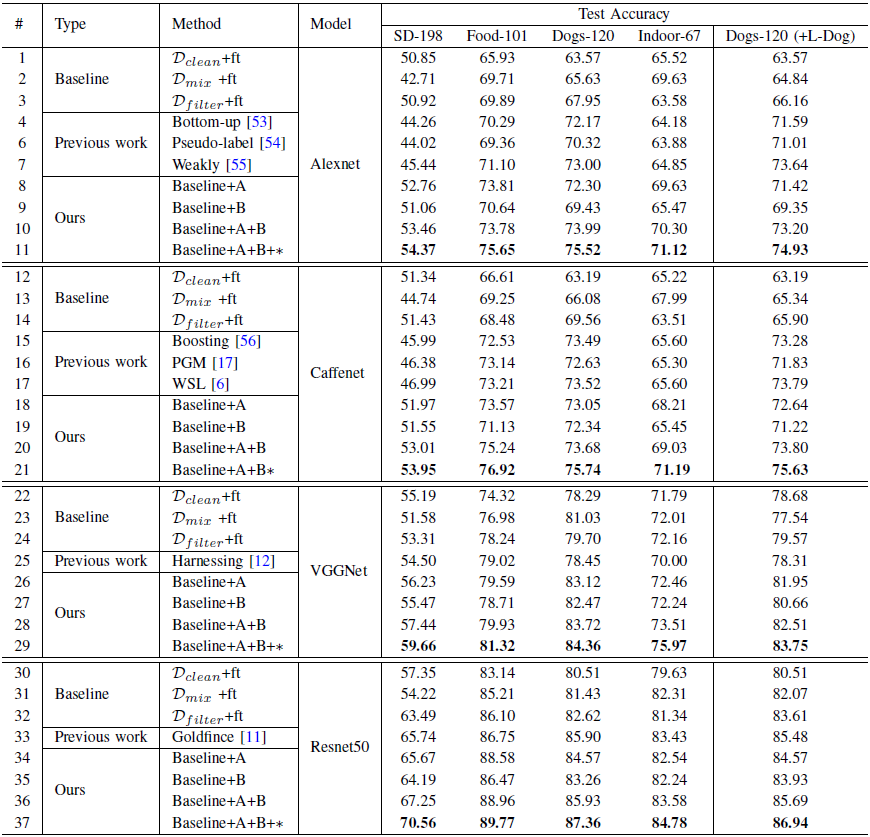 # Type Method Model Test Accuracy
SD-198 Food-101 Dogs-120 Indoor-67 Dogs-120 (+L-Dog)
1 Baseline 𝒟clean+ft Alexnet 50.85 65.93 63.57 65.52 63.57
2 𝒟mix +ft 42.71 69.71 65.63 69.63 64.84
3 𝒟filter+ft 50.92 69.89 67.95 63.58 66.16
4 Previous work Bottom-up [53] 44.26 70.29 72.17 64.18 71.59
6 Pseudo-label [54] 44.02 69.36 70.32 63.88 71.01
7 Weakly [55] 45.44 71.10 73.00 64.85 73.64
8 Ours Baseline+A 52.76 73.81 72.30 69.63 71.42
9 Baseline+B 51.06 70.64 69.43 65.47 69.35
10 Baseline+A+B 53.46 73.78 73.99 70.30 73.20
11 Baseline+A+B+∗ 54.37 75.65 75.52 71.12 74.93
12 Baseline 𝒟clean+ft Caffenet 51.34 66.61 63.19 65.22 63.19
13 𝒟mix +ft 44.74 69.25 66.08 67.99 65.34
14 𝒟filter+ft 51.43 68.48 69.56 63.51 65.90
15 Previous work Boosting [56] 45.99 72.53 73.49 65.60 73.28
16 PGM [17] 46.38 73.14 72.63 65.30 71.83
17 WSL [6] 46.99 73.21 73.52 65.60 73.79
18 Ours Baseline+A 51.97 73.57 73.05 68.21 72.64
19 Baseline+B 51.55 71.13 72.34 65.45 71.22
20 Baseline+A+B 53.01 75.24 73.68 69.03 73.80
21 Baseline+A+B∗ 53.95 76.92 75.74 71.19 75.63
22 Baseline 𝒟clean+ft VGGNet 55.19 74.32 78.29 71.79 78.68
23 𝒟mix +ft 51.58 76.98 81.03 72.01 77.54
24 𝒟filter+ft 53.31 78.24 79.70 72.16 79.57
25 Previous work Harnessing [12] 54.50 79.02 78.45 70.00 78.31
26 Ours Baseline+A 56.23 79.59 83.12 72.46 81.95
27 Baseline+B 55.47 78.71 82.47 72.24 80.66
28 Baseline+A+B 57.44 79.93 83.72 73.51 82.51
29 Baseline+A+B+∗ 59.66 81.32 84.36 75.97 83.75
30 Baseline 𝒟clean+ft Resnet50 57.35 83.14 80.51 79.63 80.51
31 𝒟mix +ft 54.22 85.21 81.43 82.31 82.07
32 𝒟filter+ft 63.49 86.10 82.62 81.34 83.61
33 Previous work Goldfince [11] 65.74 86.75 85.90 83.43 85.48
34 Ours Baseline+A 65.67 88.58 84.57 82.54 84.57
35 Baseline+B 64.19 86.47 83.26 82.24 83.93
36 Baseline+A+B 67.25 88.96 85.93 83.58 85.69
37 Baseline+A+B+∗ 70.56 89.77 87.36 84.78 86.94